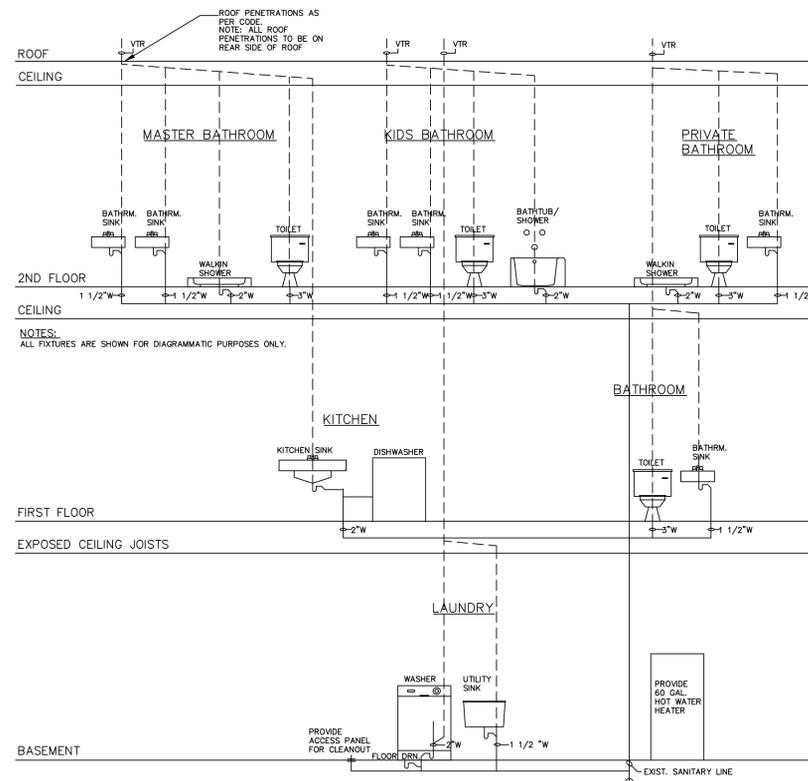 ROOF PENETRATIONS AS
PER CODE.
NOTE: ALL ROOF
PENETRATIONS TO BE ON
REAR SIDE OF ROOF
VTR
VTR
VTR
VTR
ROOF
CEILING
MASTER BATHROOM
KIDS BATHROOM
PRIVATE
BATHROOM
BATHRM.
SINK
BATHRM.
SINK
TOILET
WALKIN
SHOWER
BATHRM.
SINK
BATHRM.
SINK
TOILET
BATHTUB/
SHOWER
WALKIN
SHOWER
TOILET
BATHRM.
SINK
2ND FLOOR
1 1/2"W
1 1/2"W
2"W
3"W
1 1/2"W
1 1/2"W
3"W
2"W
2"W
3"W
1 1/2
CEILING
NOTES:
ALL FIXTURES ARE SHOWN FOR DIAGRAMMATIC PURPOSES ONLY.
KITCHEN
BATHROOM
KITCHEN SINK
DISHWASHER
TOILET
BATHRM.
SINK
FIRST FLOOR
2"W
3"W
1 1/2"W
EXPOSED CEILING JOISTS
LAUNDRY
WASHER
UTILITY
SINK
PROVIDE
60 GAL.
HOT WATER
HEATER
PROVIDE
ACCESS PANEL
FOR CLEANOUT
2"W
1 1/2 "W
FLOOR DRN.
BASEMENT
EXIST. SANITARY LINE